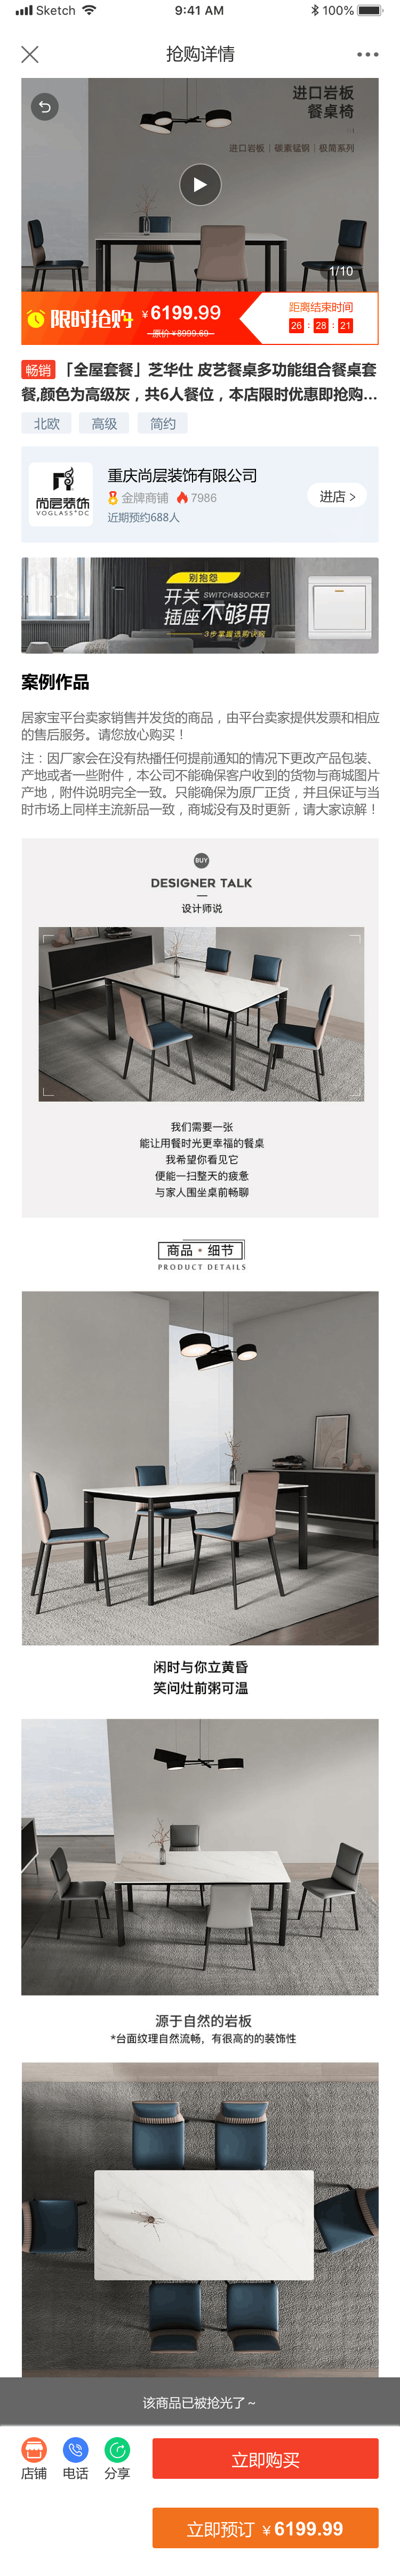 Sketch 9:41 AM 100%
抢购详情
进口岩板
餐桌椅
进口岩板｜碳素锰钢｜极简系列
1/10
限时抢购 ¥6199.99
原价 ¥8999.69
距离结束时间
26 : 28 : 21
畅销 「全屋套餐」芝华仕 皮艺餐桌多功能组合餐桌套
餐,颜色为高级灰，共6人餐位，本店限时优惠即抢购...
北欧 高级 简约
尚层装饰
VOGLASS*DC
重庆尚层装饰有限公司
金牌商铺 7986
近期预约688人
进店 >
别抱怨
开关 SWITCH&SOCKET
插座不够用
3步掌握选购诀窍
案例作品
居家宝平台卖家销售并发货的商品，由平台卖家提供发票和相应
的售后服务。请您放心购买！
注：因厂家会在没有热播任何提前通知的情况下更改产品包装、
产地或者一些附件，本公司不能确保客户收到的货物与商城图片
产地，附件说明完全一致。只能确保为原厂正货，并且保证与当
时市场上同样主流新品一致，商城没有及时更新，请大家谅解！
BUY
DESIGNER TALK
设计师说
我们需要一张
能让用餐时光更幸福的餐桌
我希望你看见它
便能一扫整天的疲惫
与家人围坐桌前畅聊
商品·细节
PRODUCT DETAILS
闲时与你立黄昏
笑问灶前粥可温
源于自然的岩板
*台面纹理自然流畅，有很高的的装饰性
该商品已被抢光了~
店铺 电话 分享 立即购买
立即预订 ¥6199.99